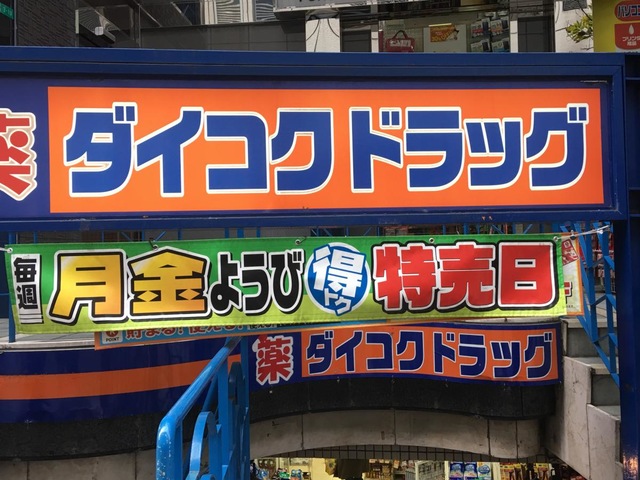 薬
ダイコクドラッグ
毎週 月金ようび 得トク 特売日
薬 ダイコクドラッグ